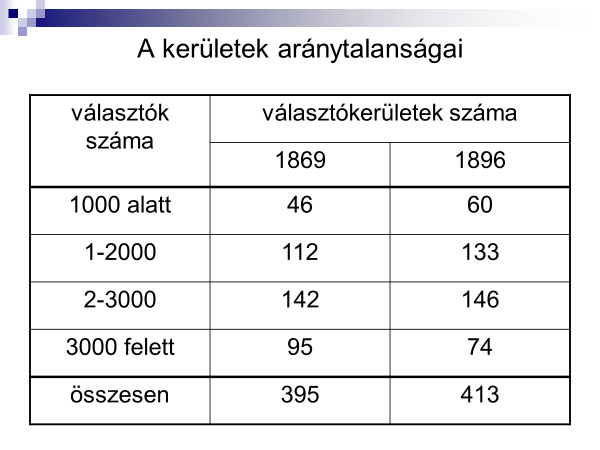 A kerületek aránytalanságai
választók
száma
választókerületek száma
1869 1896
1000 alatt 46 60
1-2000 112 133
2-3000 142 146
3000 felett 95 74
összesen 395 413